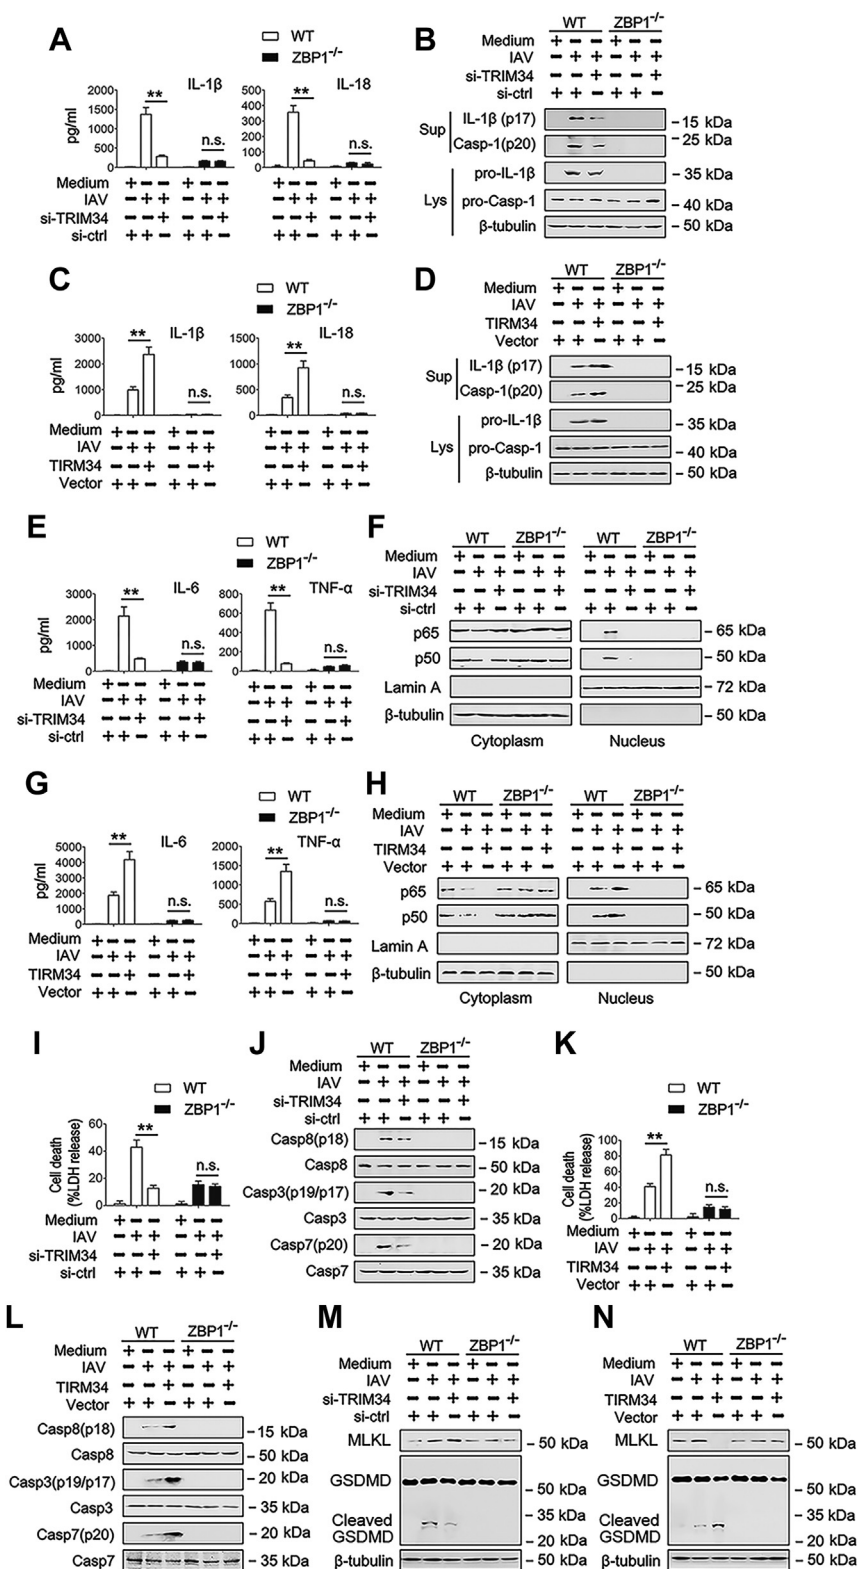 A
WT
ZBP1-/-
IL-1β
IL-18
pg/ml
2000
1500
1000
500
0
500
400
300
200
100
0
**
n.s.
**
n.s.
Medium + - - + - - + - - + - -
IAV - + + - + + - + + - + +
si-TRIM34 - - + - - + - - + - - +
si-ctrl + + - + + - + + - + + -
B
WT ZBP1-/-
Medium + - - + - -
IAV - + + - + +
si-TRIM34 - - + - - +
si-ctrl + + - + + -
Sup
IL-1β (p17) - 15 kDa
Casp-1(p20) - 25 kDa
Lys
pro-IL-1β - 35 kDa
pro-Casp-1 - 40 kDa
β-tubulin - 50 kDa
C
WT
ZBP1-/-
IL-1β
IL-18
pg/ml
3000
2000
1000
0
1500
1000
500
0
**
n.s.
**
n.s.
Medium + - - + - - + - - + - -
IAV - + + - + + - + + - + +
TIRM34 - - + - - + - - + - - +
Vector + + - + + - + + - + + -
D
WT ZBP1-/-
Medium + - - + - -
IAV - + + - + +
TIRM34 - - + - - +
Vector + + - + + -
Sup
IL-1β (p17) - 15 kDa
Casp-1(p20) - 25 kDa
Lys
pro-IL-1β - 35 kDa
pro-Casp-1 - 40 kDa
β-tubulin - 50 kDa
E
WT
ZBP1-/-
IL-6
TNF-α
pg/ml
3000
2000
1000
0
800
600
400
200
0
**
n.s.
**
n.s.
Medium + - - + - - + - - + - -
IAV - + + - + + - + + - + +
si-TRIM34 - - + - - + - - + - - +
si-ctrl + + - + + - + + - + + -
F
WT ZBP1-/- WT ZBP1-/-
Medium + - - + - - + - - + - -
IAV - + + - + + - + + - + +
si-TRIM34 - - + - - + - - + - - +
si-ctrl + + - + + - + + - + + -
p65 - 65 kDa
p50 - 50 kDa
Lamin A - 72 kDa
β-tubulin - 50 kDa
Cytoplasm Nucleus
G
WT
ZBP1-/-
IL-6
TNF-α
pg/ml
5000
4000
3000
2000
1000
0
2000
1500
1000
500
0
**
n.s.
**
n.s.
Medium + - - + - - + - - + - -
IAV - + + - + + - + + - + +
TIRM34 - - + - - + - - + - - +
Vector + + - + + - + + - + + -
H
WT ZBP1-/- WT ZBP1-/-
Medium + - - + - - + - - + - -
IAV - + + - + + - + + - + +
TIRM34 - - + - - + - - + - - +
Vector + + - + + - + + - + + -
p65 - 65 kDa
p50 - 50 kDa
Lamin A - 72 kDa
β-tubulin - 50 kDa
Cytoplasm Nucleus
I
WT
ZBP1-/-
Cell death
(%LDH release)
60
40
20
0
**
n.s.
Medium + - - + - -
IAV - + + - + +
si-TRIM34 - - + - - +
si-ctrl + + - + + -
J
WT ZBP1-/-
Medium + - - + - -
IAV - + + - + +
si-TRIM34 - - + - - +
si-ctrl + + - + + -
Casp8(p18) - 15 kDa
Casp8 - 50 kDa
Casp3(p19/p17) - 20 kDa
Casp3 - 35 kDa
Casp7(p20) - 20 kDa
Casp7 - 35 kDa
K
WT
ZBP1-/-
Cell death
(%LDH release)
100
80
60
40
20
0
**
n.s.
Medium + - - + - -
IAV - + + - + +
TIRM34 - - + - - +
Vector + + - + + -
L
WT ZBP1-/-
Medium + - - + - -
IAV - + + - + +
TIRM34 - - + - - +
Vector + + - + + -
Casp8(p18) - 15 kDa
Casp8 - 50 kDa
Casp3(p19/p17) - 20 kDa
Casp3 - 35 kDa
Casp7(p20) - 20 kDa
Casp7 - 35 kDa
M
WT ZBP1-/-
Medium + - - + - -
IAV - + + - + +
si-TRIM34 - - + - - +
si-ctrl + + - + + -
MLKL - 50 kDa
GSDMD - 50 kDa
- 35 kDa
Cleaved
GSDMD - 20 kDa
β-tubulin - 50 kDa
N
WT ZBP1-/-
Medium + - - + - -
IAV - + + - + +
TIRM34 - - + - - +
Vector + + - + + -
MLKL - 50 kDa
GSDMD - 50 kDa
- 35 kDa
Cleaved
GSDMD - 20 kDa
β-tubulin - 50 kDa